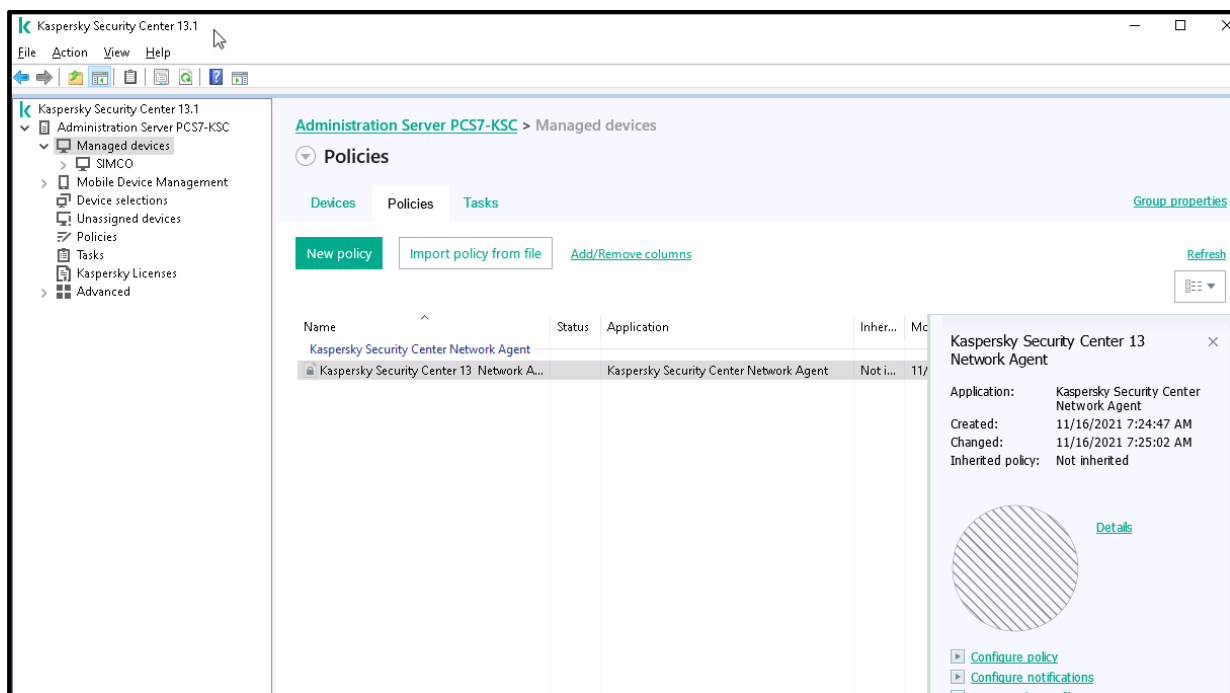 Kaspersky Security Center 13.1
File Action View Help
Kaspersky Security Center 13.1
Administration Server PCS7-KSC
Managed devices
SIMCO
Mobile Device Management
Device selections
Unassigned devices
Policies
Tasks
Kaspersky Licenses
Advanced
Administration Server PCS7-KSC > Managed devices
Policies
Devices Policies Tasks Group properties
New policy Import policy from file Add/Remove columns Refresh
Name Status Application Inher... Mo
Kaspersky Security Center Network Agent
Kaspersky Security Center 13 Network A... Kaspersky Security Center Network Agent Not i... 11/
Kaspersky Security Center 13
Network Agent
Application: Kaspersky Security Center
Network Agent
Created: 11/16/2021 7:24:47 AM
Changed: 11/16/2021 7:25:02 AM
Inherited policy: Not inherited
Details
Configure policy
Configure notifications